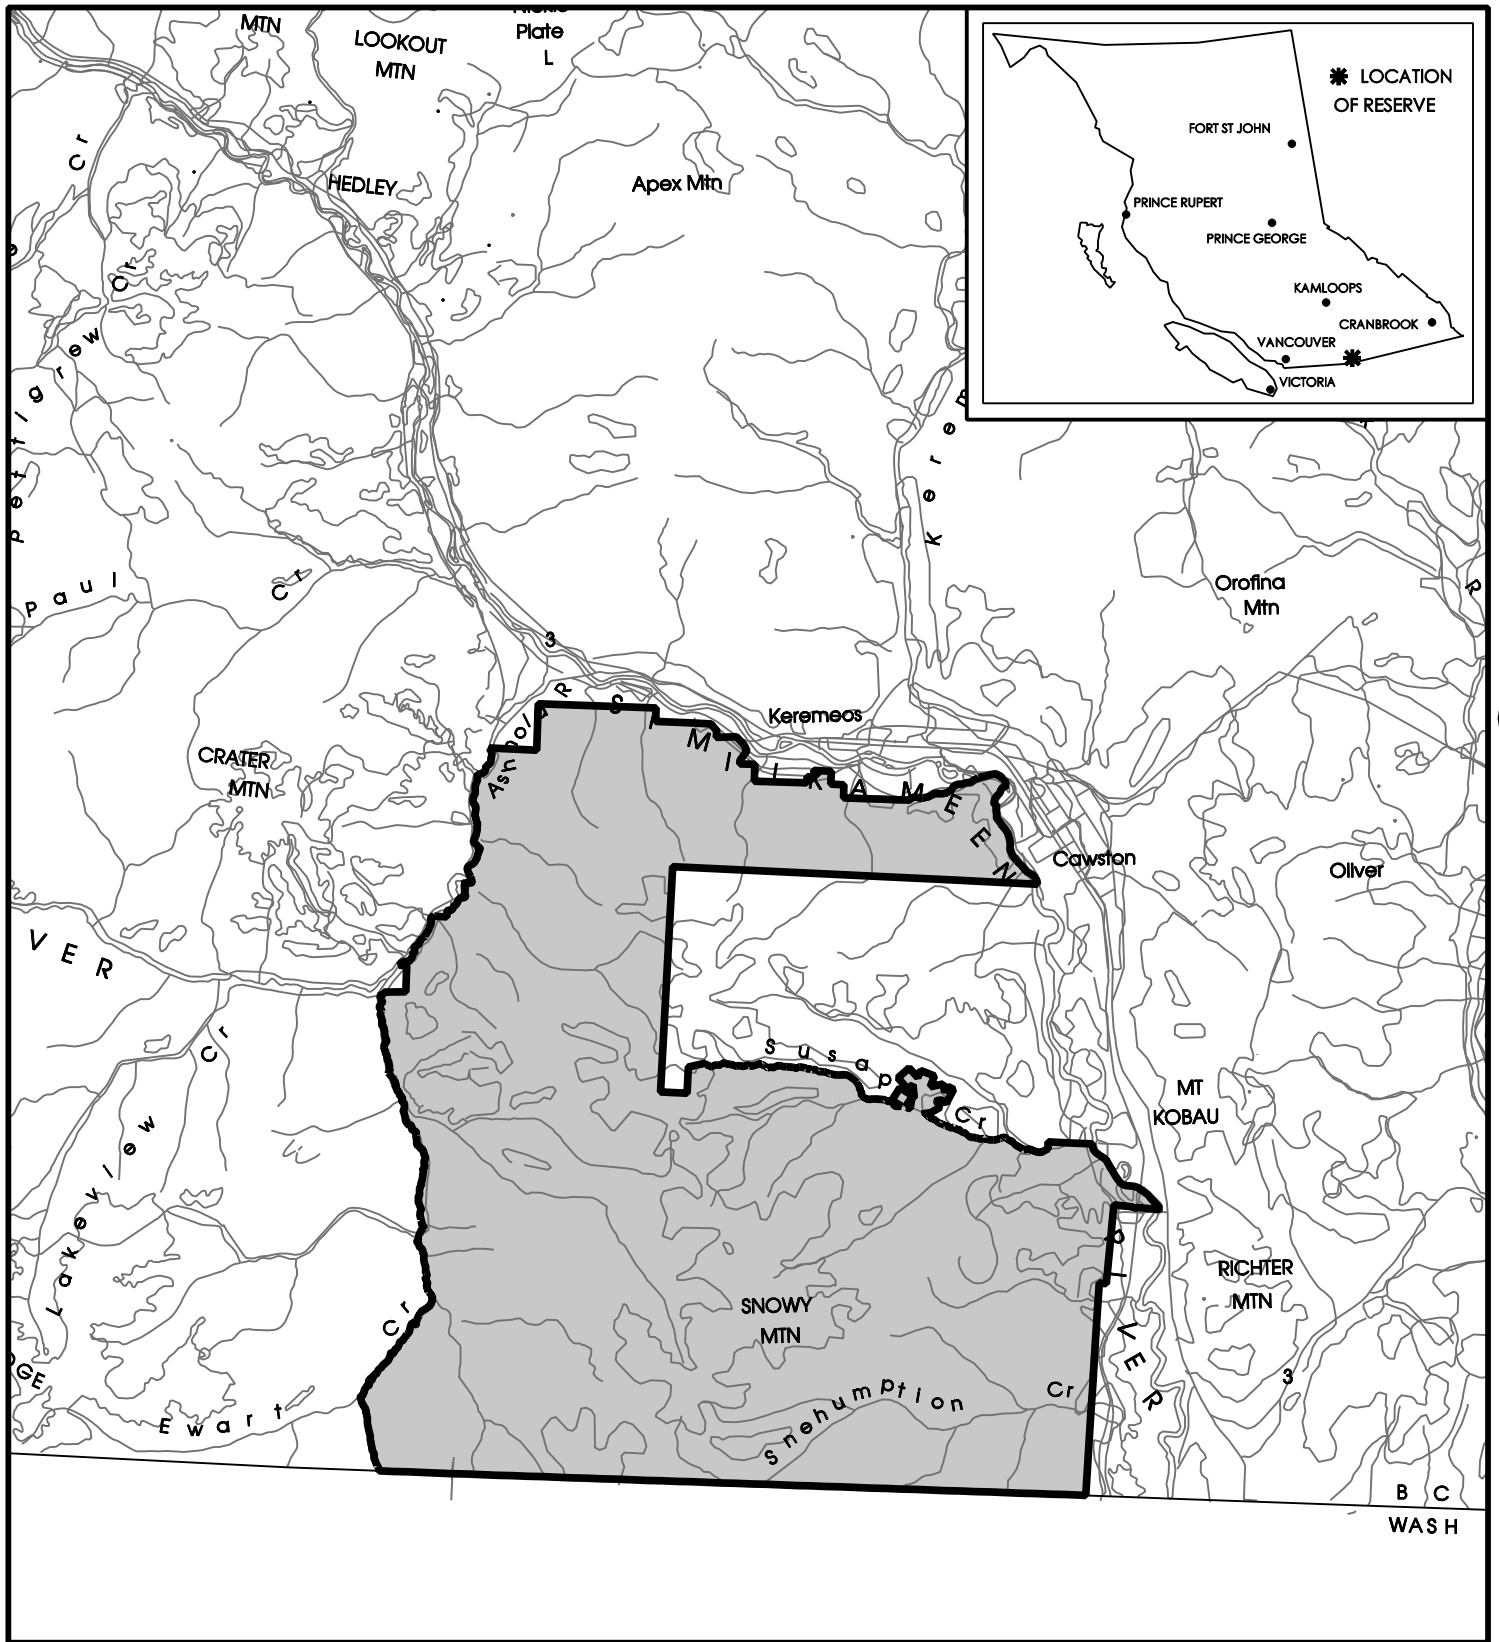 MTN
LOOKOUT
MTN
Plate
L
LOCATION
OF RESERVE
FORT ST JOHN
PRINCE RUPERT
PRINCE GEORGE
KAMLOOPS
CRANBROOK
VANCOUVER
VICTORIA
Cr
HEDLEY
Apex Mtn
Cr
Pettigrew
Kerem
Paul
Cr
Orofina
Mtn
R
3
Ashnola R
SIMILKAMEEN
Keremeos
CRATER
MTN
Cawston
Oliver
VER
Susap
Cr
Lakeview
Cr
MT
KOBAU
RIVER
RICHTER
MTN
SNOWY
MTN
Cr
OGE
Ewart
Snehumption
Cr
3
B C
WASH